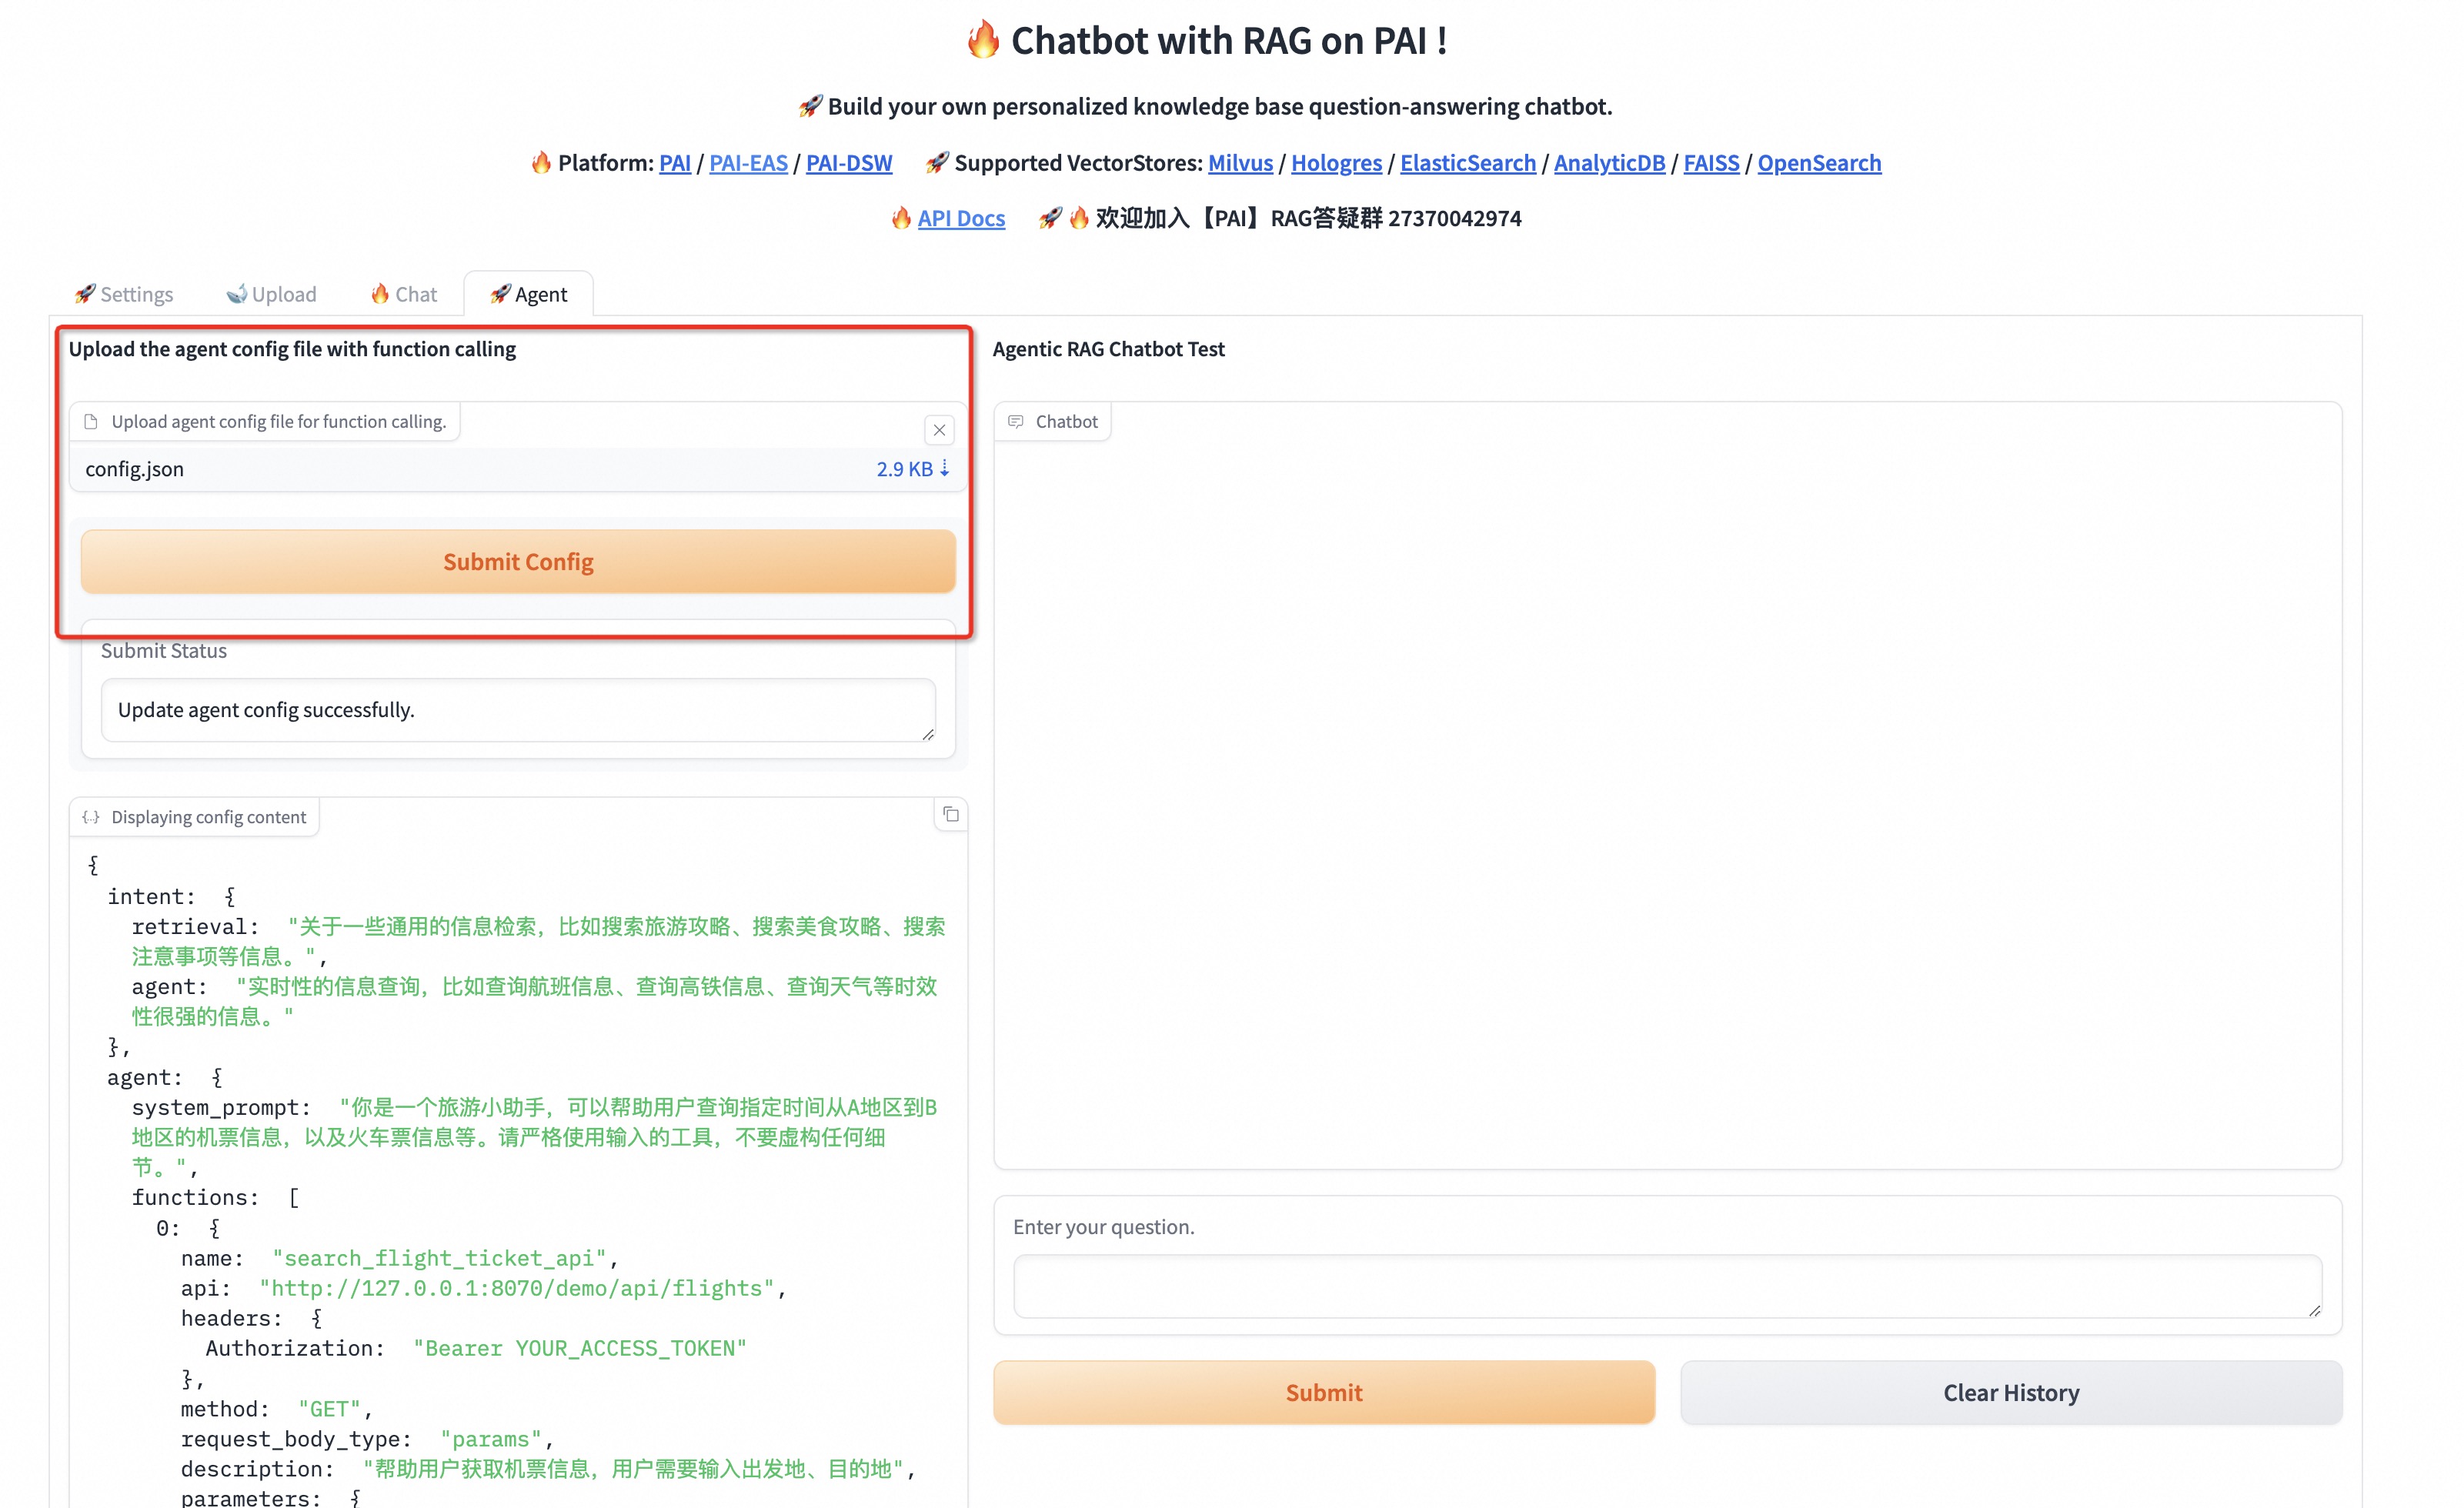 🔥 Chatbot with RAG on PAI !
🚀 Build your own personalized knowledge base question-answering chatbot.
🔥 Platform: PAI / PAI-EAS / PAI-DSW 🚀 Supported VectorStores: Milvus / Hologres / ElasticSearch / AnalyticDB / FAISS / OpenSearch
🔥 API Docs 🚀 🔥 欢迎加入【PAI】RAG答疑群 27370042974
🚀 Settings 🐳 Upload 🔥 Chat 🚀 Agent
Upload the agent config file with function calling
Upload agent config file for function calling.
config.json 2.9 KB ⇣
Submit Config
Submit Status
Update agent config successfully.
Displaying config content
{
intent: {
retrieval: "关于一些通用的信息检索，比如搜索旅游攻略、搜索美食攻略、搜索
注意事项等信息。",
agent: "实时性的信息查询，比如查询航班信息、查询高铁信息、查询天气等时效
性很强的信息。"
},
agent: {
system_prompt: "你是一个旅游小助手，可以帮助用户查询指定时间从A地区到B
地区的机票信息，以及火车票信息等。请严格使用输入的工具，不要虚构任何细
节。",
functions: [
0: {
name: "search_flight_ticket_api",
api: "http://127.0.0.1:8070/demo/api/flights",
headers: {
Authorization: "Bearer YOUR_ACCESS_TOKEN"
},
method: "GET",
request_body_type: "params",
description: "帮助用户获取机票信息，用户需要输入出发地、目的地",
parameters: {
Agentic RAG Chatbot Test
Chatbot
Enter your question.
Submit
Clear History